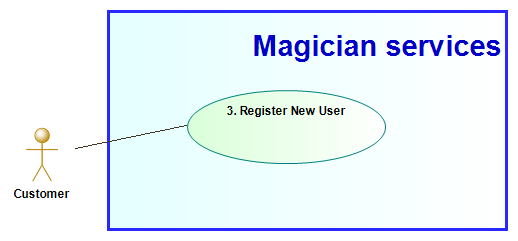 Magician services
3. Register New User
Customer